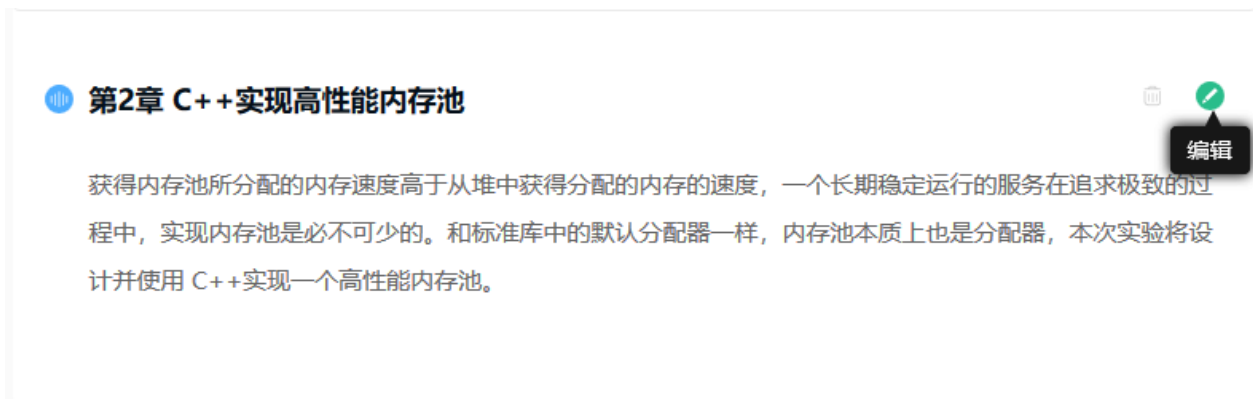 第2章 C++实现高性能内存池
编辑
获得内存池所分配的内存速度高于从堆中获得分配的内存的速度，一个长期稳定运行的服务在追求极致的过
程中，实现内存池是必不可少的。和标准库中的默认分配器一样，内存池本质上也是分配器，本次实验将设
计并使用 C++实现一个高性能内存池。